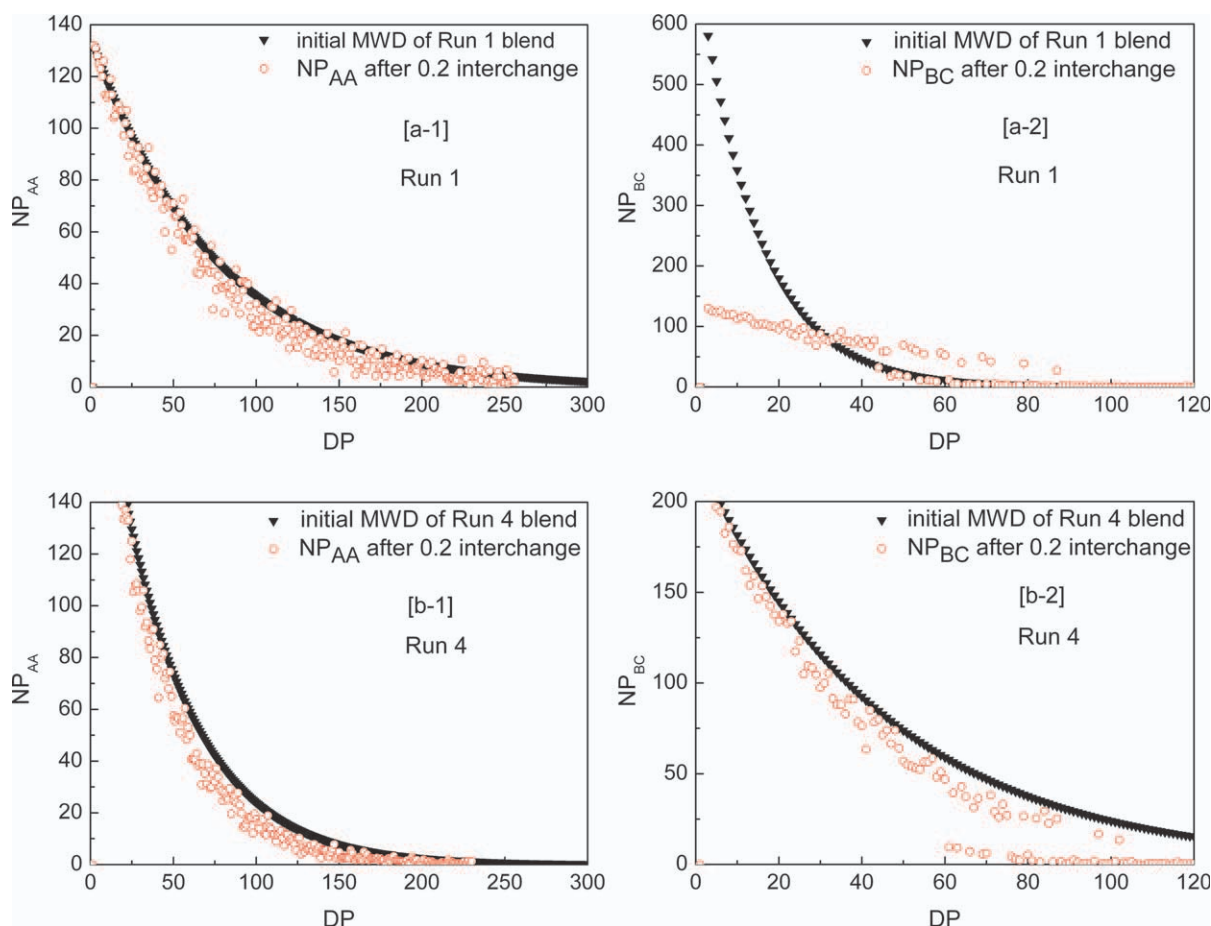 140
120
100
80
60
40
20
0
NP_AA
▼ initial MWD of Run 1 blend
○ NP_AA after 0.2 interchange
[a-1]
Run 1
0 50 100 150 200 250 300
DP
600
500
400
300
200
100
0
NP_BC
▼ initial MWD of Run 1 blend
○ NP_BC after 0.2 interchange
[a-2]
Run 1
0 20 40 60 80 100 120
DP
140
120
100
80
60
40
20
0
NP_AA
▼ initial MWD of Run 4 blend
○ NP_AA after 0.2 interchange
[b-1]
Run 4
0 50 100 150 200 250 300
DP
200
150
100
50
0
NP_BC
▼ initial MWD of Run 4 blend
○ NP_BC after 0.2 interchange
[b-2]
Run 4
0 20 40 60 80 100 120
DP